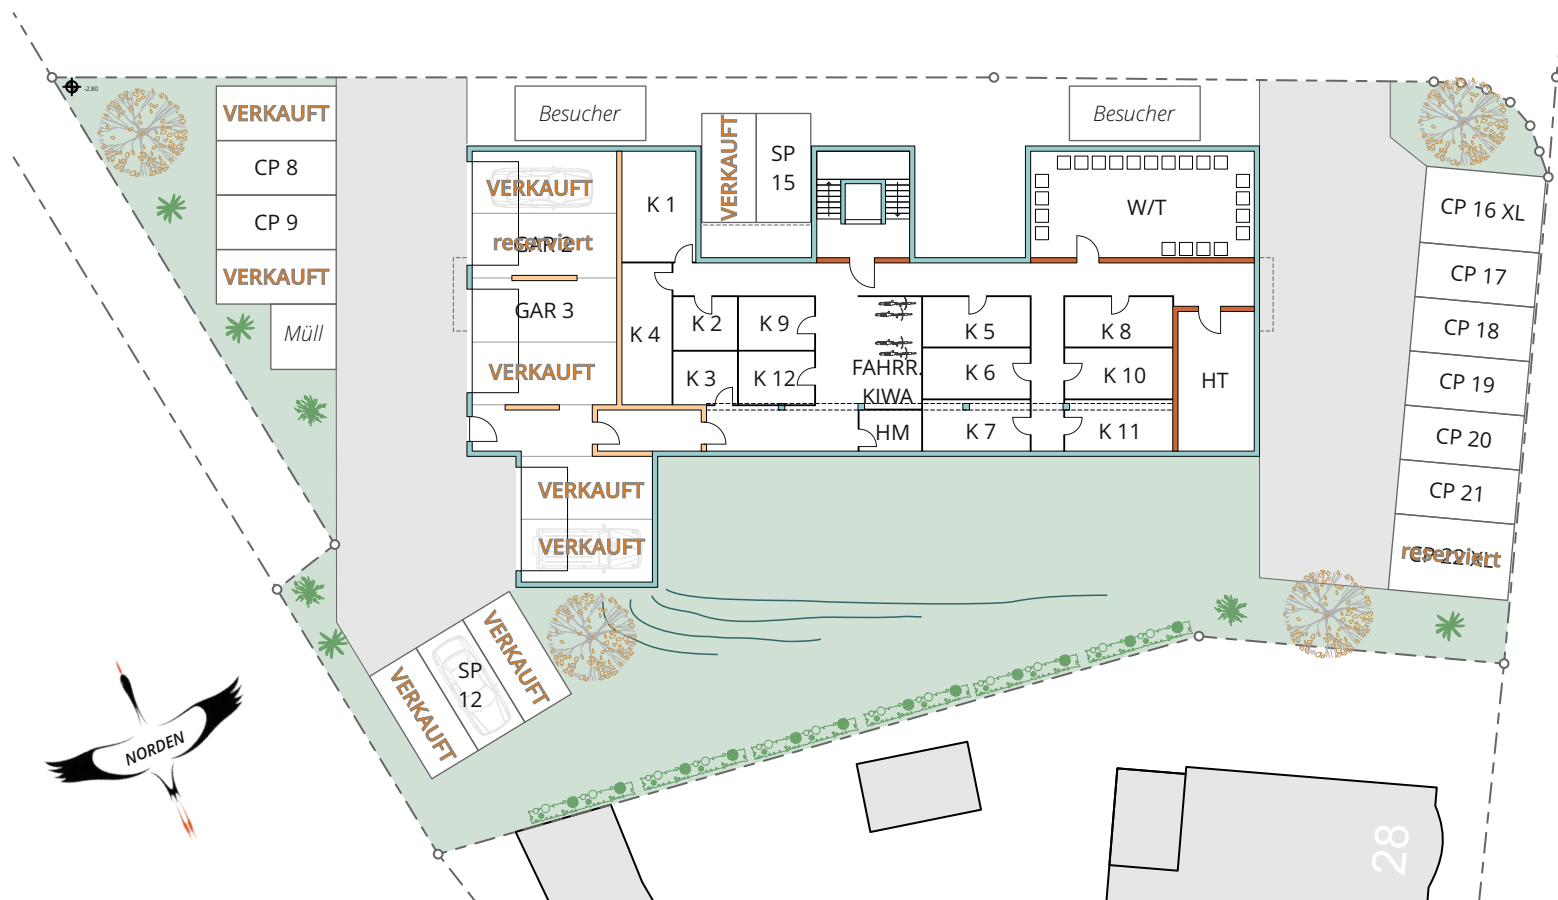 -2.80
VERKAUFT
CP 8
CP 9
VERKAUFT
Müll
Besucher
VERKAUFT
SP
15
Besucher
VERKAUFT
reserviert
GAR 2
GAR 3
VERKAUFT
K 1
K 4
K 2
K 9
K 3
K 12
FAHRR.
KIWA
HM
K 5
K 6
K 7
K 8
K 10
K 11
W/T
HT
VERKAUFT
VERKAUFT
CP 16 XL
CP 17
CP 18
CP 19
CP 20
CP 21
CP 22 XL
reserviert
VERKAUFT
SP
12
VERKAUFT
NORDEN
28